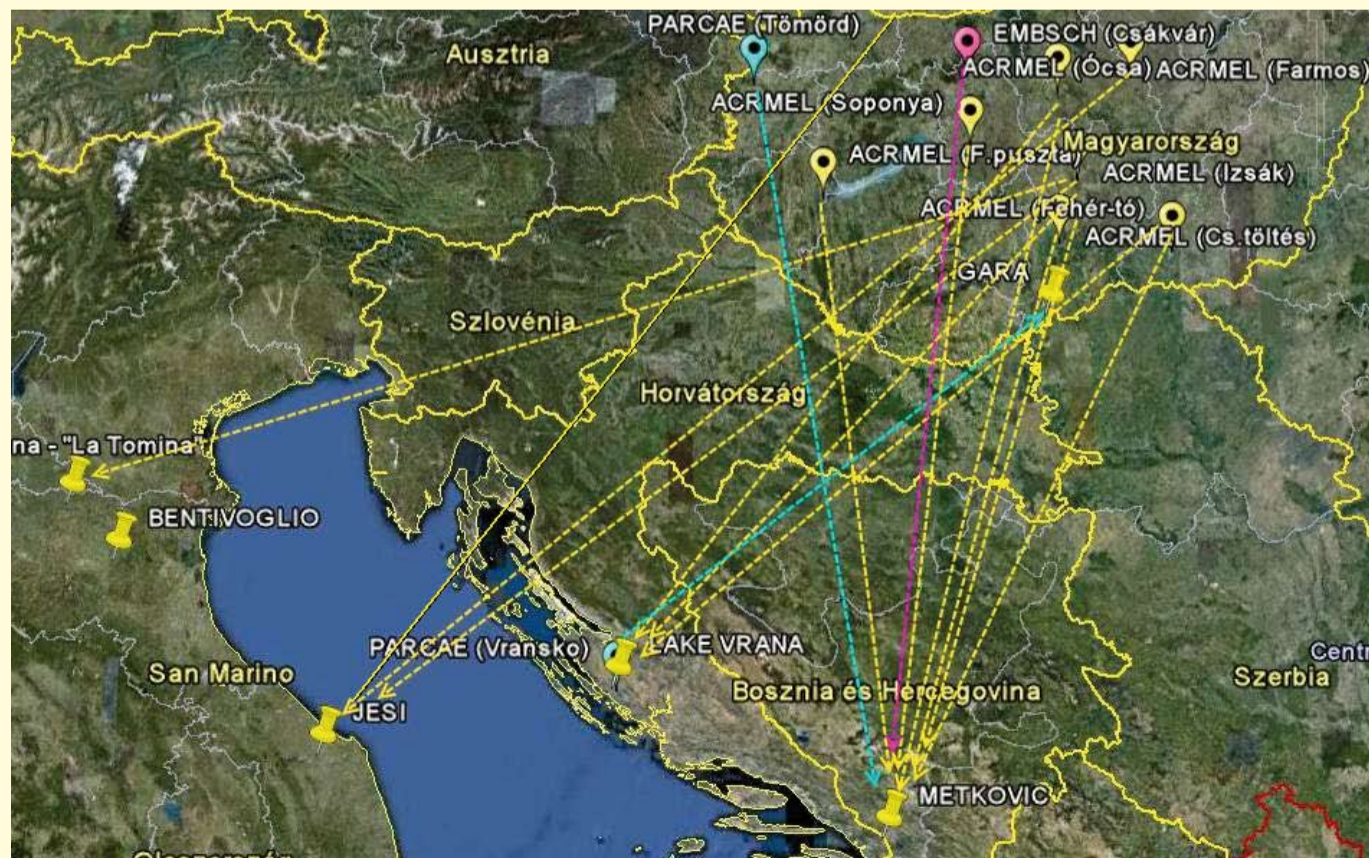 PARCAE (Tömörd)
EMBSCH (Csákvár)
Ausztria
ACRMEL (Ócsa)
ACRMEL (Farmos)
ACRMEL (Soponya)
Magyarország
ACRMEL (F.puszta)
ACRMEL (Izsák)
ACRMEL (Fehér-tó)
ACRMEL (Cs.töltés)
GARA
Szlovénia
Horvátország
na - "La Tomina"
BENTIVOGLIO
PARCAE (Vransko)
LAKE VRANA
Centr
San Marino
Szerbia
Bosznia és Hercegovina
JESI
METKOVIC